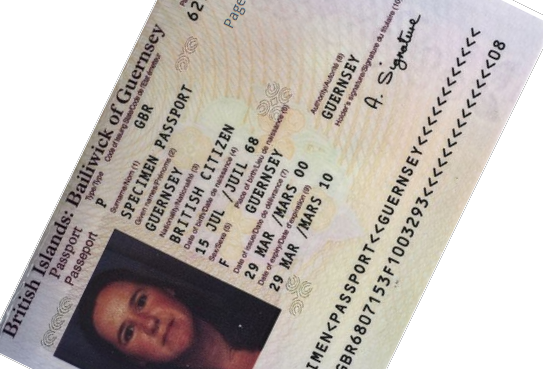 British Islands: Bailiwick of Guernsey
Passport
Passeport
Type/Type
P
Code of Issuing State/Code de l'État émetteur
GBR
62
Page
Surname/Nom (1)
SPECIMEN PASSPORT
Given names/Prénoms (2)
GUERNSEY
Nationality/Nationalité (3)
BRITISH CITIZEN
Date of birth/Date de naissance (4)
15 JUL /JUIL 68
Sex/Sexe (5)
F
Place of birth/Lieu de naissance (6)
GUERNSEY
Date of issue/Date de délivrance (7)
29 MAR /MARS 00
Date of expiry/Date d'expiration (9)
29 MAR /MARS 10
Authority/Autorité (8)
GUERNSEY
Holder's signature/Signature du titulaire (10)
A. Signature
IMEN<PASSPORT<<GUERNSEY<<<<<<<<<<<<<<<
GBR6807153F1003293<<<<<<<<<<<<<<08